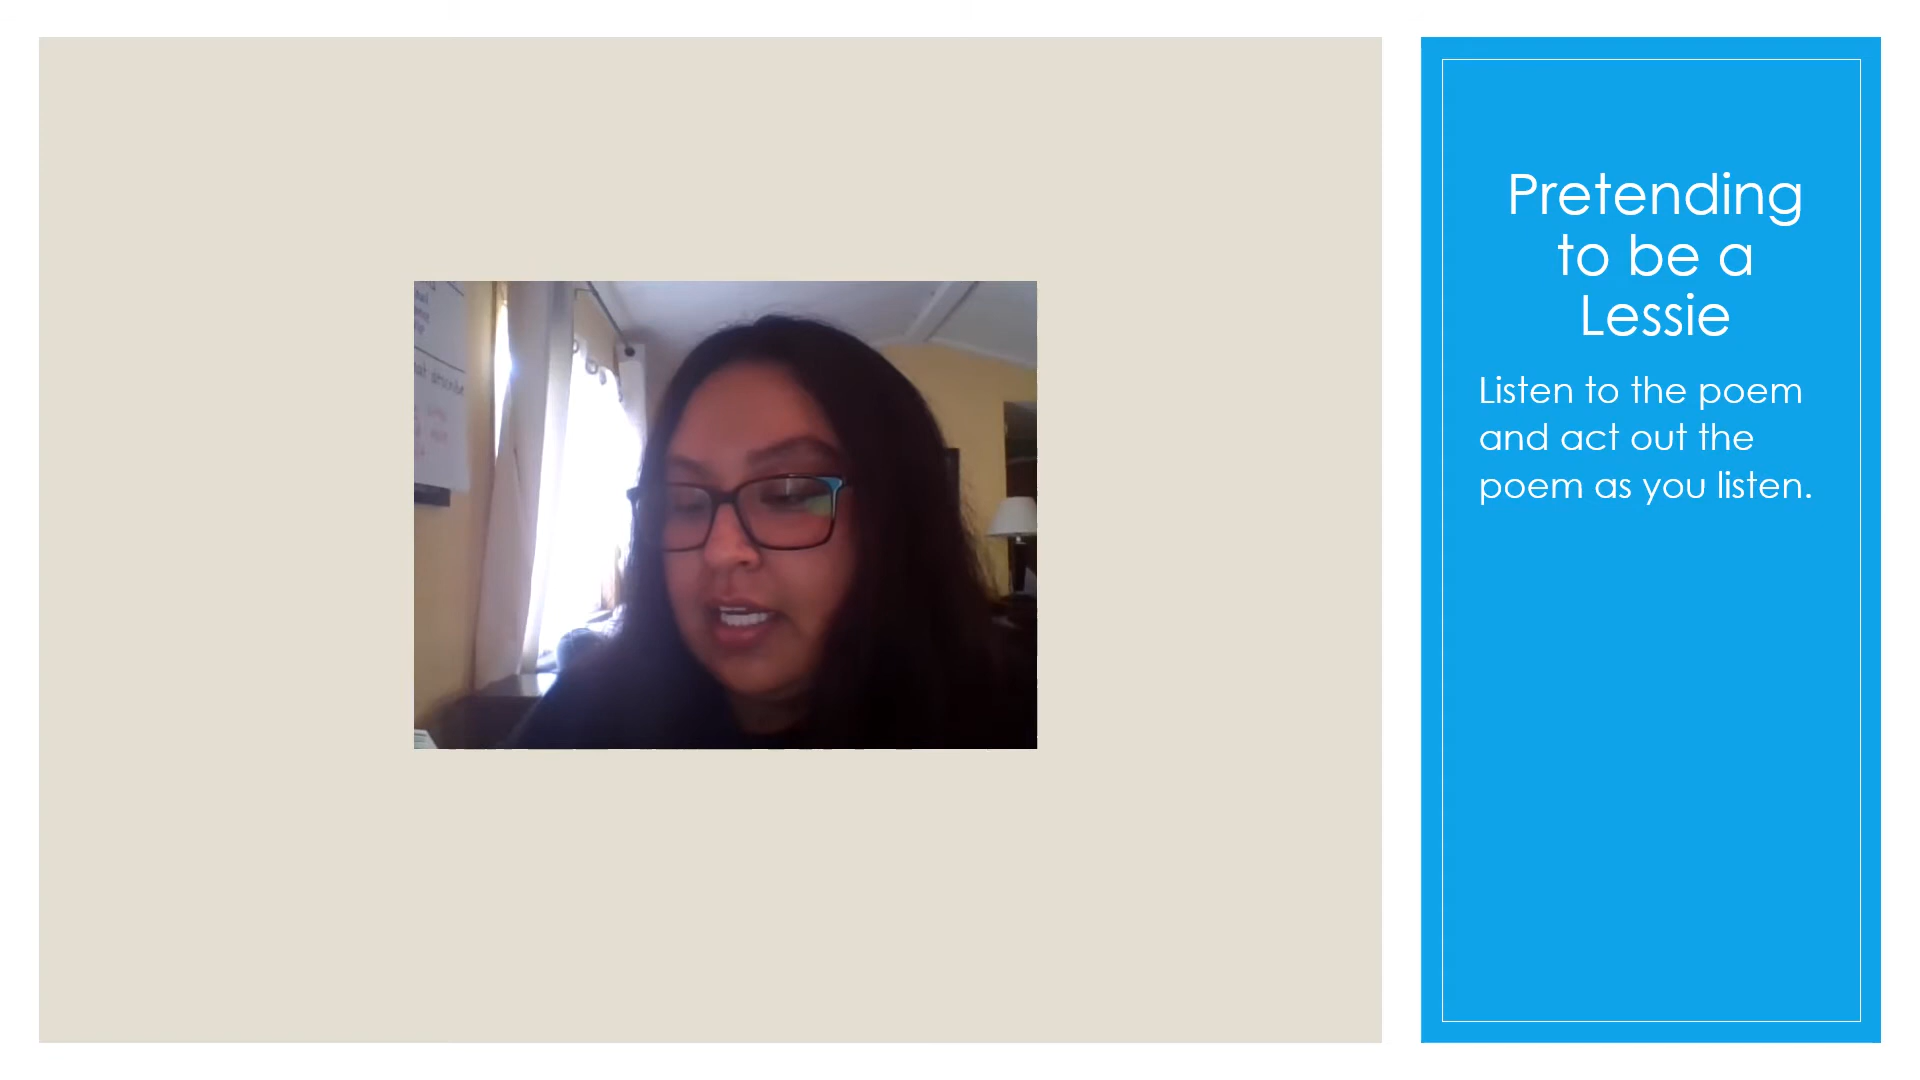 Pretending
to be a
Lessie
Listen to the poem
and act out the
poem as you listen.